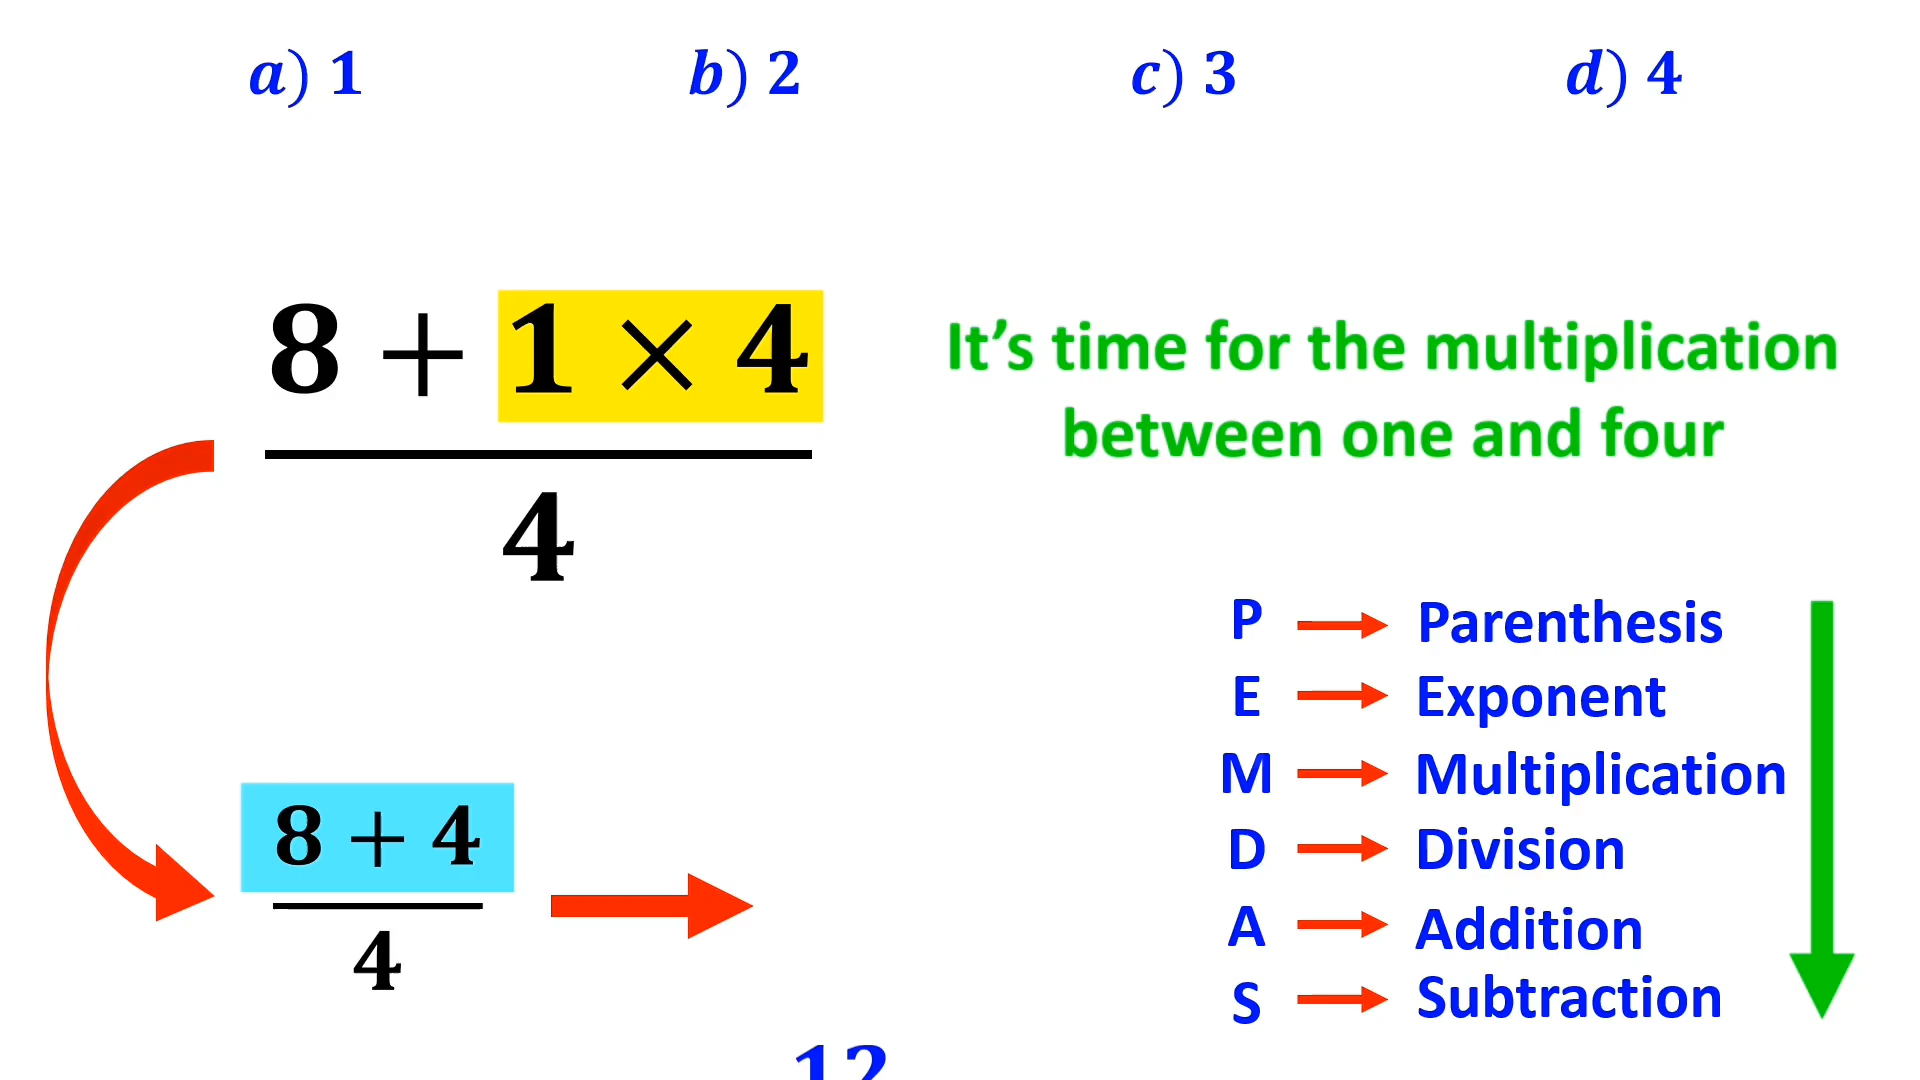 a) 1 b) 2 c) 3 d) 4
8 + 1 × 4
4
It's time for the multiplication
between one and four
P → Parenthesis
E → Exponent
M → Multiplication
D → Division
A → Addition
S → Subtraction
8 + 4
4
12